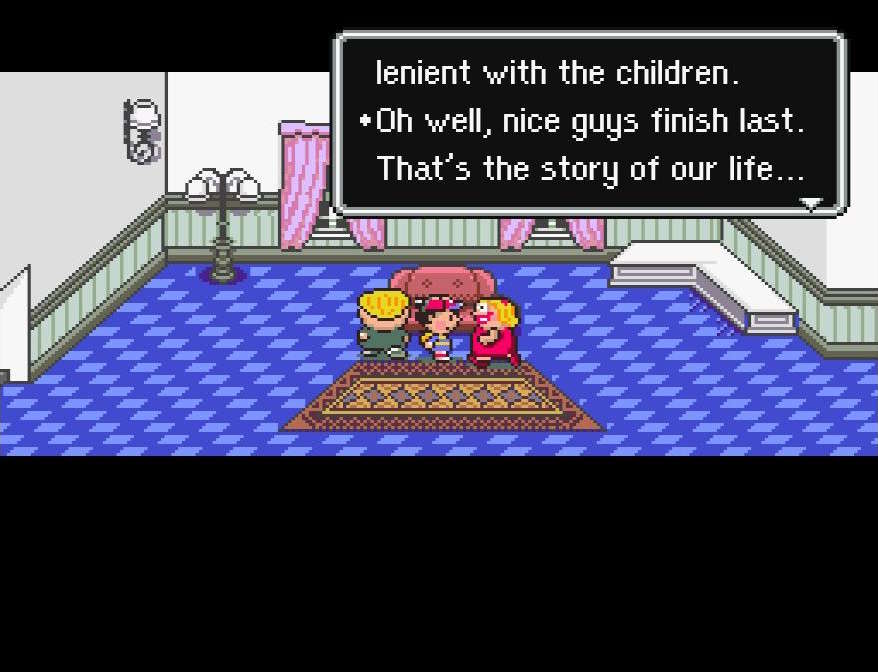 lenient with the children.
•Oh well, nice guys finish last.
That's the story of our life...